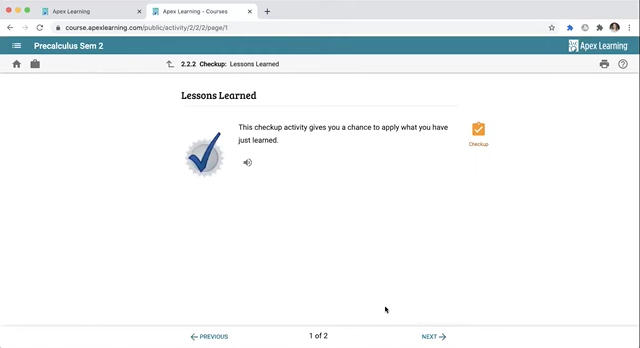 Apex Learning
Apex Learning - Courses
course.apexlearning.com/public/activity/2/2/2/page/1
Precalculus Sem 2
Apex Learning
2.2.2 Checkup: Lessons Learned
Lessons Learned
This checkup activity gives you a chance to apply what you have
just learned.
Checkup
PREVIOUS
1 of 2
NEXT